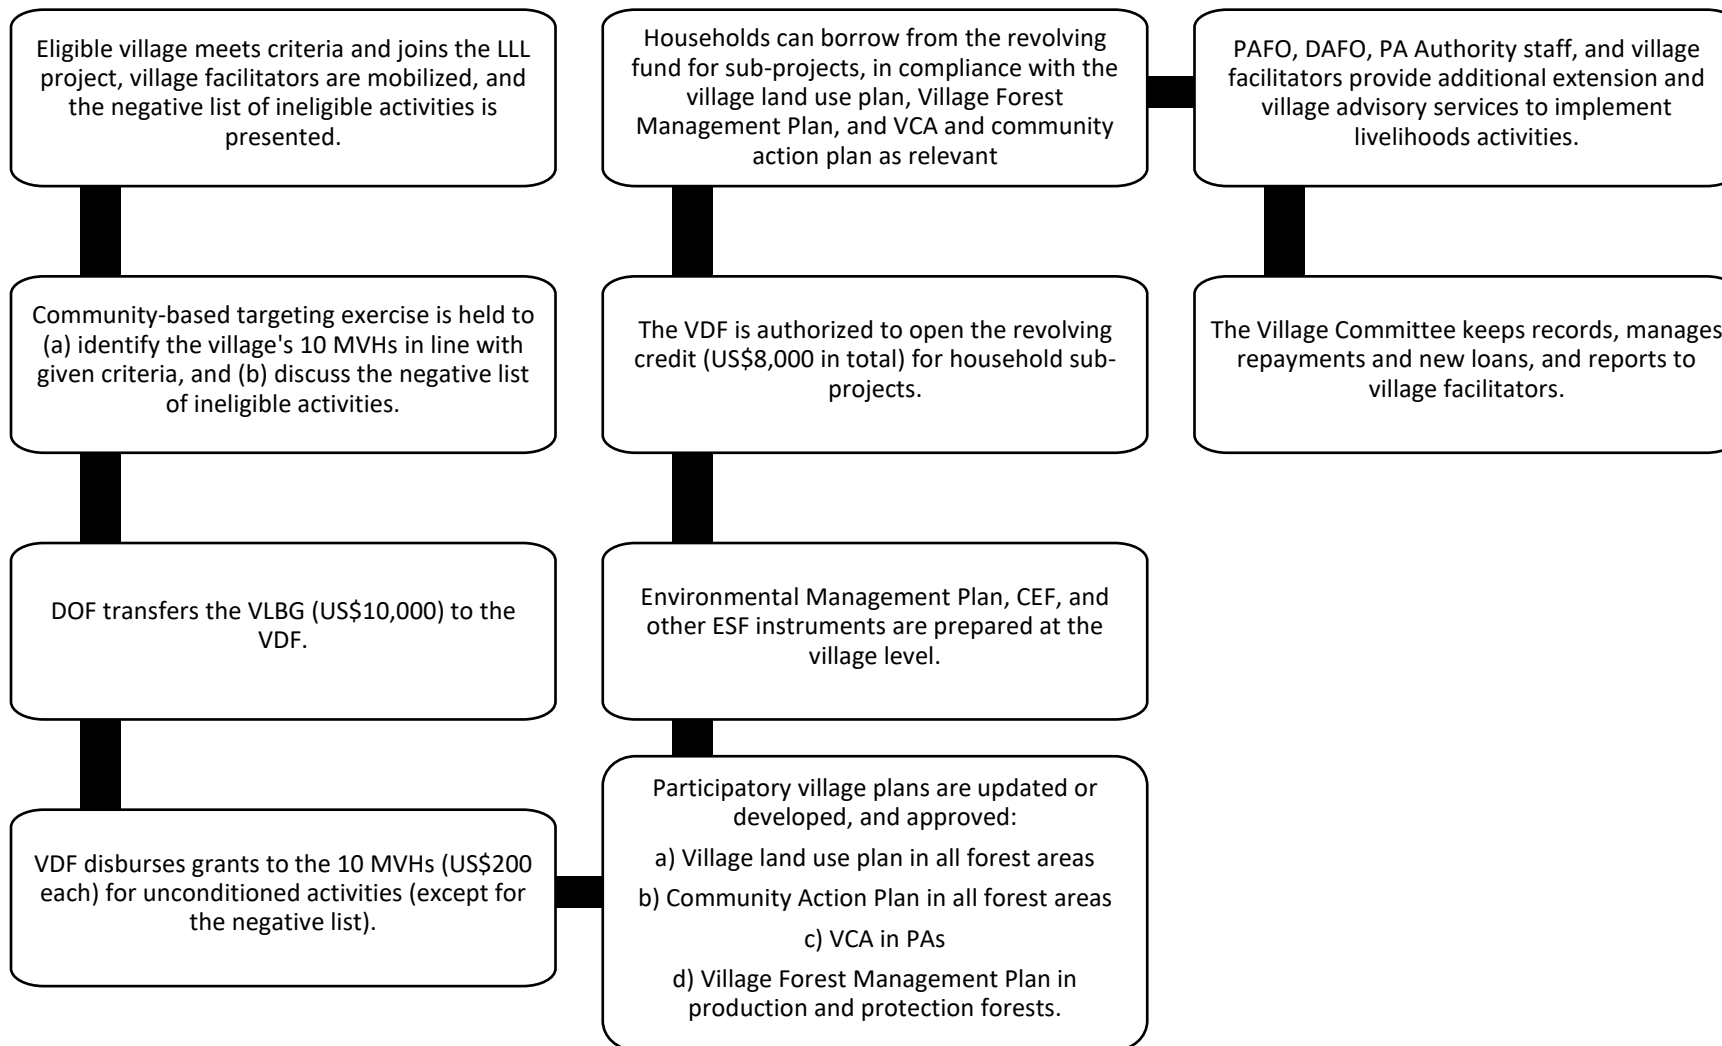 Eligible village meets criteria and joins the LLL
project, village facilitators are mobilized, and
the negative list of ineligible activities is
presented.
Community-based targeting exercise is held to
(a) identify the village's 10 MVHs in line with
given criteria, and (b) discuss the negative list
of ineligible activities.
DOF transfers the VLBG (US$10,000) to the
VDF.
VDF disburses grants to the 10 MVHs (US$200
each) for unconditioned activities (except for
the negative list).
Participatory village plans are updated or
developed, and approved:
a) Village land use plan in all forest areas
b) Community Action Plan in all forest areas
c) VCA in PAs
d) Village Forest Management Plan in
production and protection forests.
Environmental Management Plan, CEF, and
other ESF instruments are prepared at the
village level.
The VDF is authorized to open the revolving
credit (US$8,000 in total) for household sub-
projects.
Households can borrow from the revolving
fund for sub-projects, in compliance with the
village land use plan, Village Forest
Management Plan, and VCA and community
action plan as relevant
PAFO, DAFO, PA Authority staff, and village
facilitators provide additional extension and
village advisory services to implement
livelihoods activities.
The Village Committee keeps records, manages
repayments and new loans, and reports to
village facilitators.